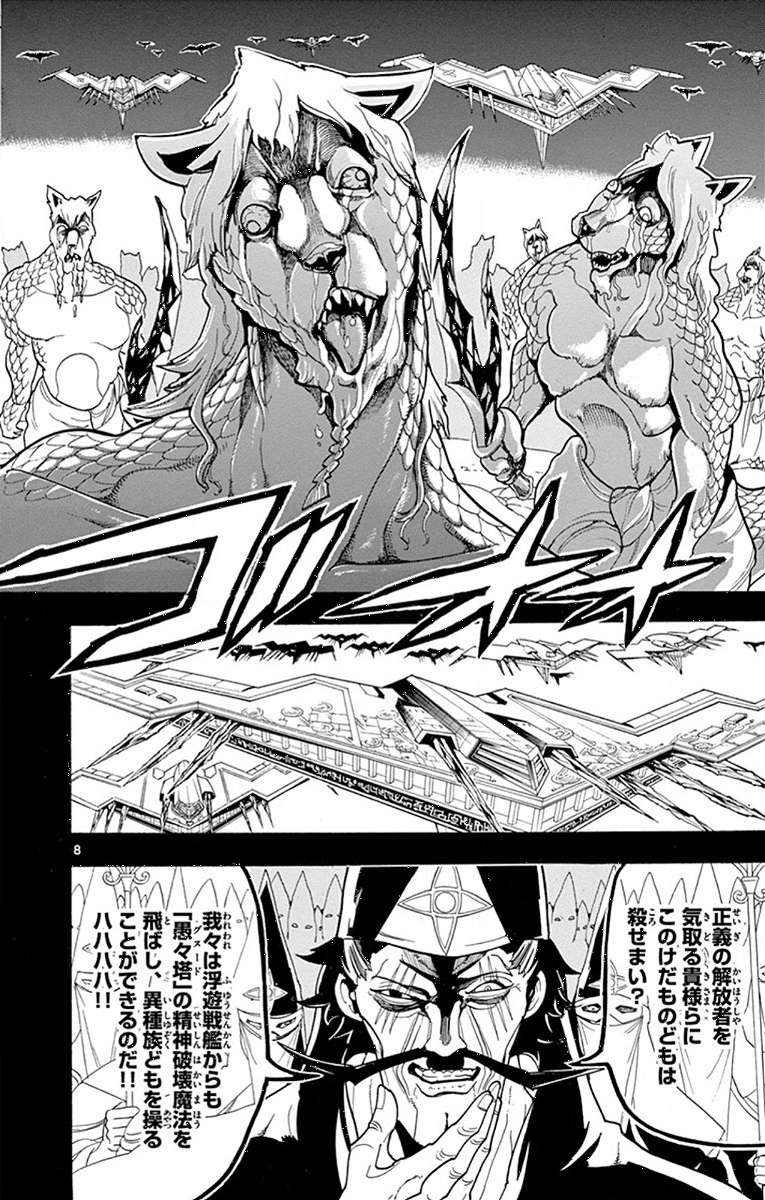 ゴォォ
8
正義の解放者を
気取る貴様らに
このけだものどもは
殺せまい?
我々は浮遊戦艦からも
「愚々塔」の精神破壊魔法を
飛ばし、異種族どもを操る
ことができるのだ!!
ハハハハ!!